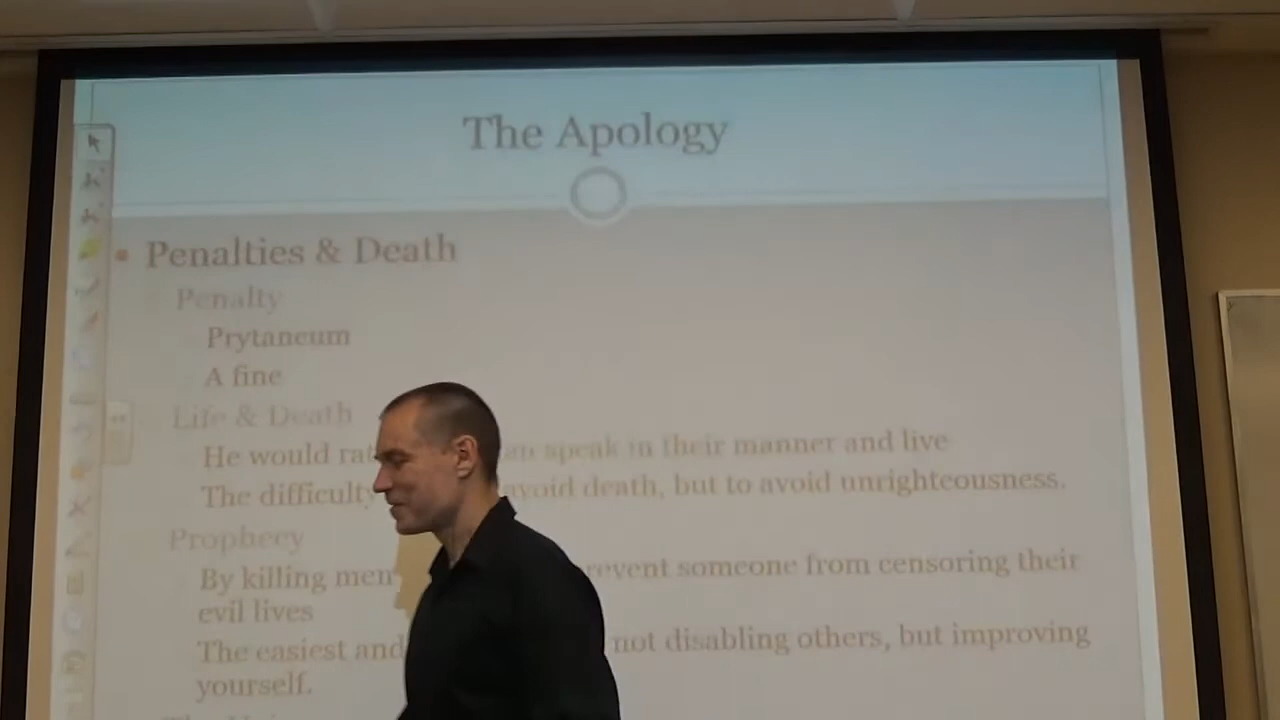 The Apology
Penalties & Death
Penalty
Prytaneum
A fine
Life & Death
He would an speak in their manner and live
The difficulty avoid death, but to avoid unrighteousness.
Prophecy
By killing men someone from censoring their
evil lives
The easiest and not disabling others, but improving
yourself.